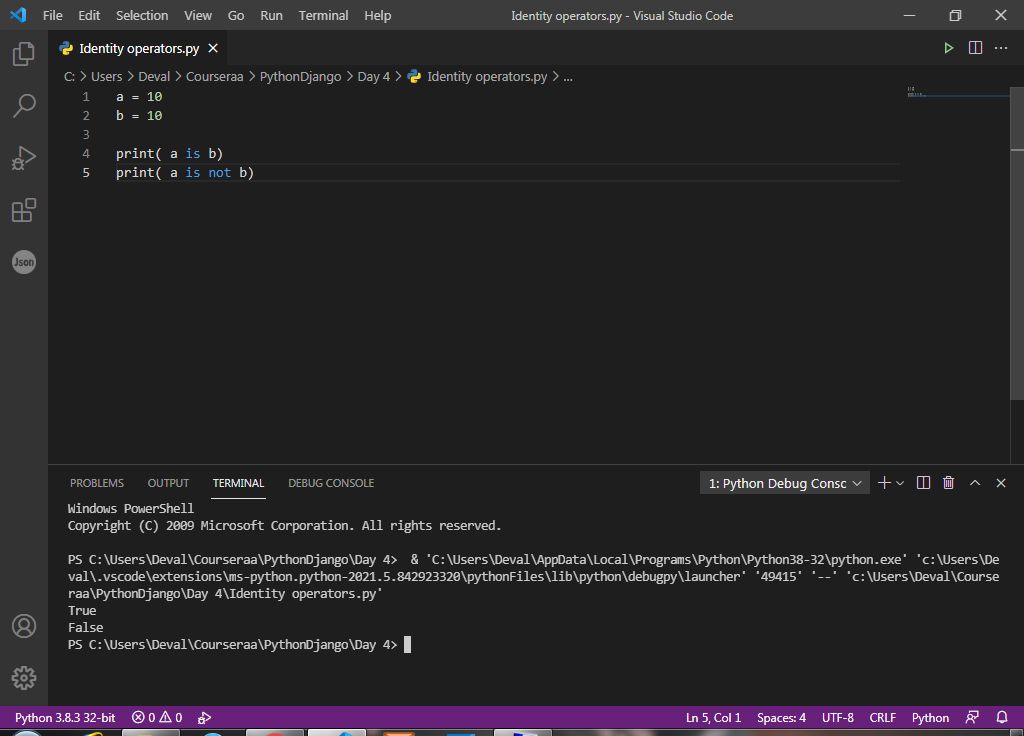 File Edit Selection View Go Run Terminal Help Identity operators.py - Visual Studio Code
Identity operators.py
C: > Users > Deval > Courseraa > PythonDjango > Day 4 > Identity operators.py > ...
1 a = 10
2 b = 10
3
4 print( a is b)
5 print( a is not b)
Json
PROBLEMS OUTPUT TERMINAL DEBUG CONSOLE 1: Python Debug Consc
Windows PowerShell
Copyright (C) 2009 Microsoft Corporation. All rights reserved.
PS C:\Users\Deval\Courseraa\PythonDjango\Day 4>  & 'C:\Users\Deval\AppData\Local\Programs\Python\Python38-32\python.exe' 'c:\Users\De
val\.vscode\extensions\ms-python.python-2021.5.842923320\pythonFiles\lib\python\debugpy\launcher' '49415' '--' 'c:\Users\Deval\Course
raa\PythonDjango\Day 4\Identity operators.py'
True
False
PS C:\Users\Deval\Courseraa\PythonDjango\Day 4>
Python 3.8.3 32-bit 0 0 Ln 5, Col 1 Spaces: 4 UTF-8 CRLF Python